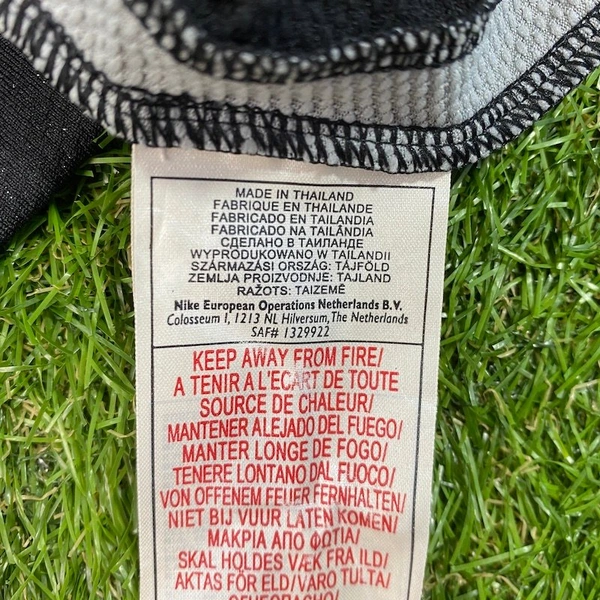 MADE IN THAILAND
FABRIQUE EN THAILANDE
FABRICADO EN TAILANDIA
FABRICADO NA TAILÂNDIA
СДЕЛАНО В ТАИЛАНДЕ
WYPRODUKOWANO W TAILANDII
SZÁRMAZÁSI ORSZÁG: TÁJFÖLD
ZEMLJA PROIZVODNJE: TAJLAND
RAŽOTS: TAIZEMĒ
Nike European Operations Netherlands B.V.
Colosseum 1, 1213 NL Hilversum, The Netherlands
SAF# 1329922
KEEP AWAY FROM FIRE/
A TENIR A L'ECART DE TOUTE
SOURCE DE CHALEUR/
MANTENER ALEJADO DEL FUEGO/
MANTER LONGE DE FOGO/
TENERE LONTANO DAL FUOCO/
VON OFFENEM FEUER FERNHALTEN/
NIET BIJ VUUR LATEN KOMEN/
ΜΑΚΡΙΑ ΑΠΟ ΦΩΤΙΑ/
SKAL HOLDES VÆK FRA ILD/
AKTAS FÖR ELD/VARO TULTA/
ОГНЕОПАСНО/